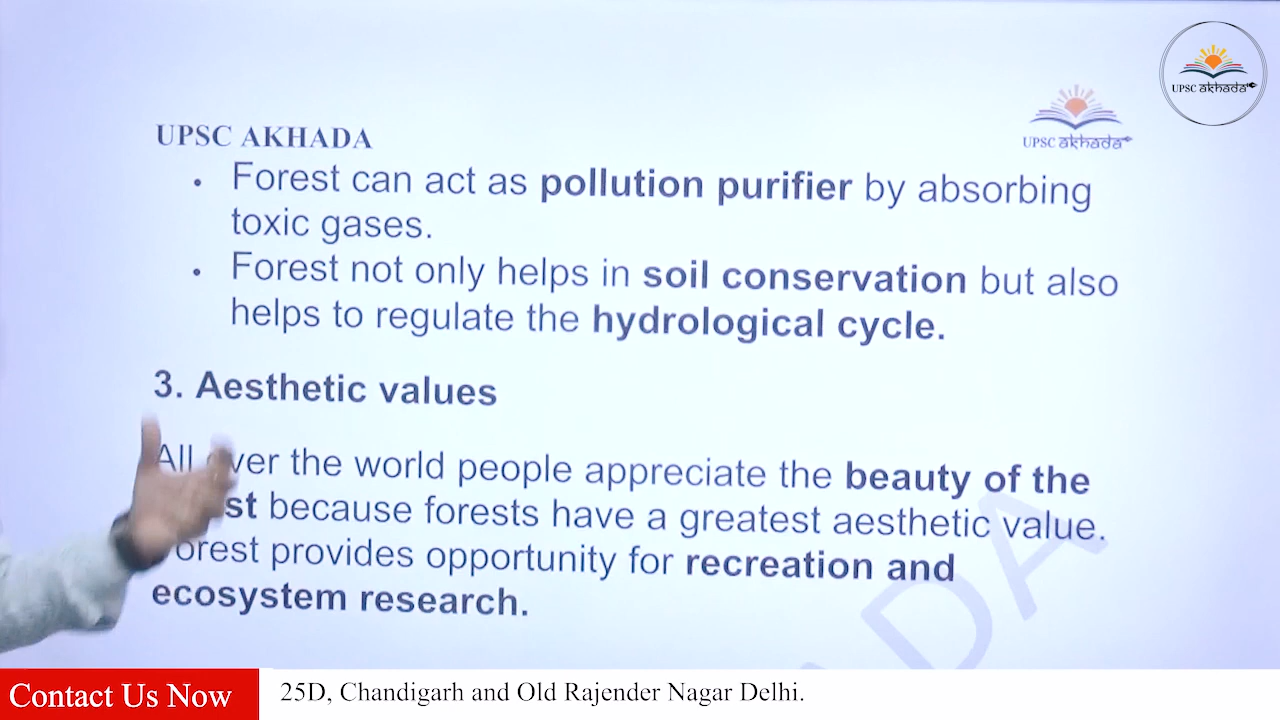 UPSC akhada
UPSC akhada
UPSC AKHADA
• Forest can act as pollution purifier by absorbing
toxic gases.
• Forest not only helps in soil conservation but also
helps to regulate the hydrological cycle.
3. Aesthetic values
All over the world people appreciate the beauty of the
st because forests have a greatest aesthetic value.
Forest provides opportunity for recreation and
ecosystem research.
ADA
Contact Us Now
25D, Chandigarh and Old Rajender Nagar Delhi.